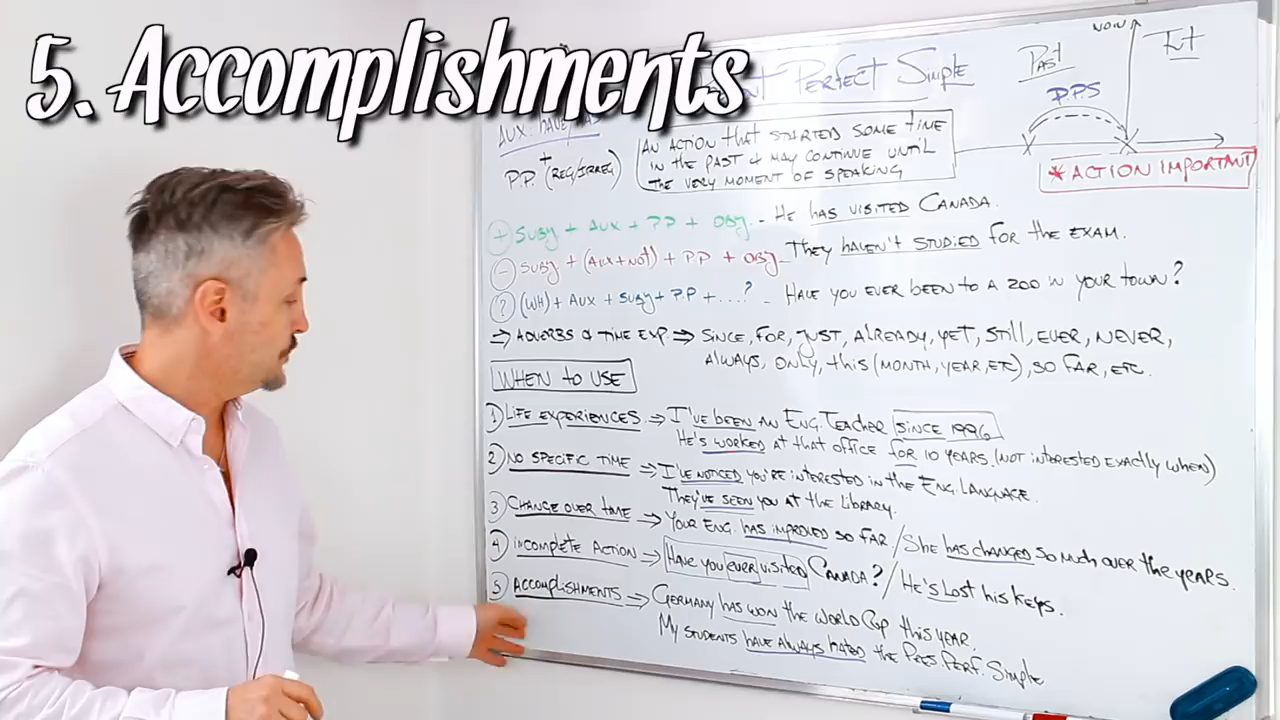 5. Accomplishments
Perfect Simple
NOW
Past
Fut
P.P.S
AUX. HAVE/HAS
+
P.P. (REG/IRREG)
AN ACTION that STARTED SOME tIME
IN the PAST & MAY CONTINUE UNTIL
the VERY MOMENT OF SPEAKING
* ACTION IMPORTANT
+ SUBJ + AUX + PP + OBJ. - HE HAS VISITED CANADA.
- SUBJ + (AUX+NOT) + P.P + OBJ - THEY HAVEN'T STUDIED FOR the EXAM.
? (WH) + AUX + SUBJ + P.P + ...? - HAVE YOU EVER BEEN TO A ZOO IN YOUR TOWN?
⇒ ADVERBS & TIME EXP. ⇒ SINCE, FOR, JUST, ALREADY, YET, STILL, EVER, NEVER,
ALWAYS, ONLY, this (MONTH, YEAR, ETC), SO FAR, ETC.
WHEN to USE
1 LIFE EXPERIENCES ⇒ I'VE BEEN AN ENG. TEACHER SINCE 1996
HE'S WORKED AT that OFFICE FOR 10 YEARS. (NOT INTERESTED EXACTLY WHEN)
2 NO SPECIFIC TIME ⇒ I'VE NOTICED YOU'RE INTERESTED IN the ENG. LANGUAGE.
THEY'VE SEEN YOU AT the LIBRARY.
3 CHANGE OVER tIME ⇒ YOUR ENG. HAS IMPROVED SO FAR / SHE HAS CHANGED SO MUCH OVER the YEARS.
4 INCOMPLETE ACTION ⇒ HAVE YOU EVER VISITED CANADA? / HE'S LOST HIS KEYS.
5 ACCOMPLISHMENTS ⇒ GERMANY HAS WON the WORLD CUP this YEAR.
MY STUDENTS HAVE ALWAYS HATED the PRES. PERF. SIMPLE